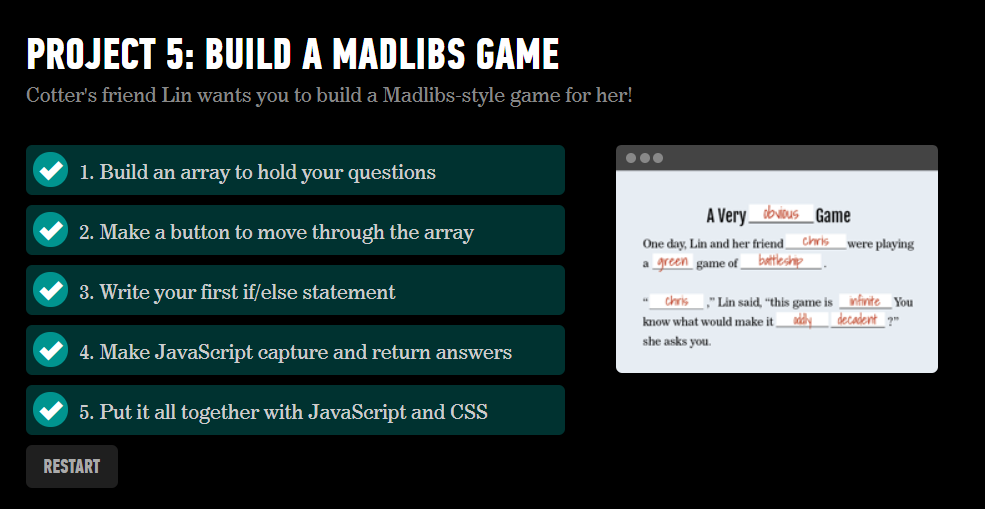 PROJECT 5: BUILD A MADLIBS GAME
Cotter's friend Lin wants you to build a Madlibs-style game for her!
1. Build an array to hold your questions
2. Make a button to move through the array
3. Write your first if/else statement
4. Make JavaScript capture and return answers
5. Put it all together with JavaScript and CSS
RESTART
A Very obvious Game
One day, Lin and her friend chris were playing
a green game of battleship.
"chris," Lin said, "this game is infinite You
know what would make it oddly decadent?"
she asks you.